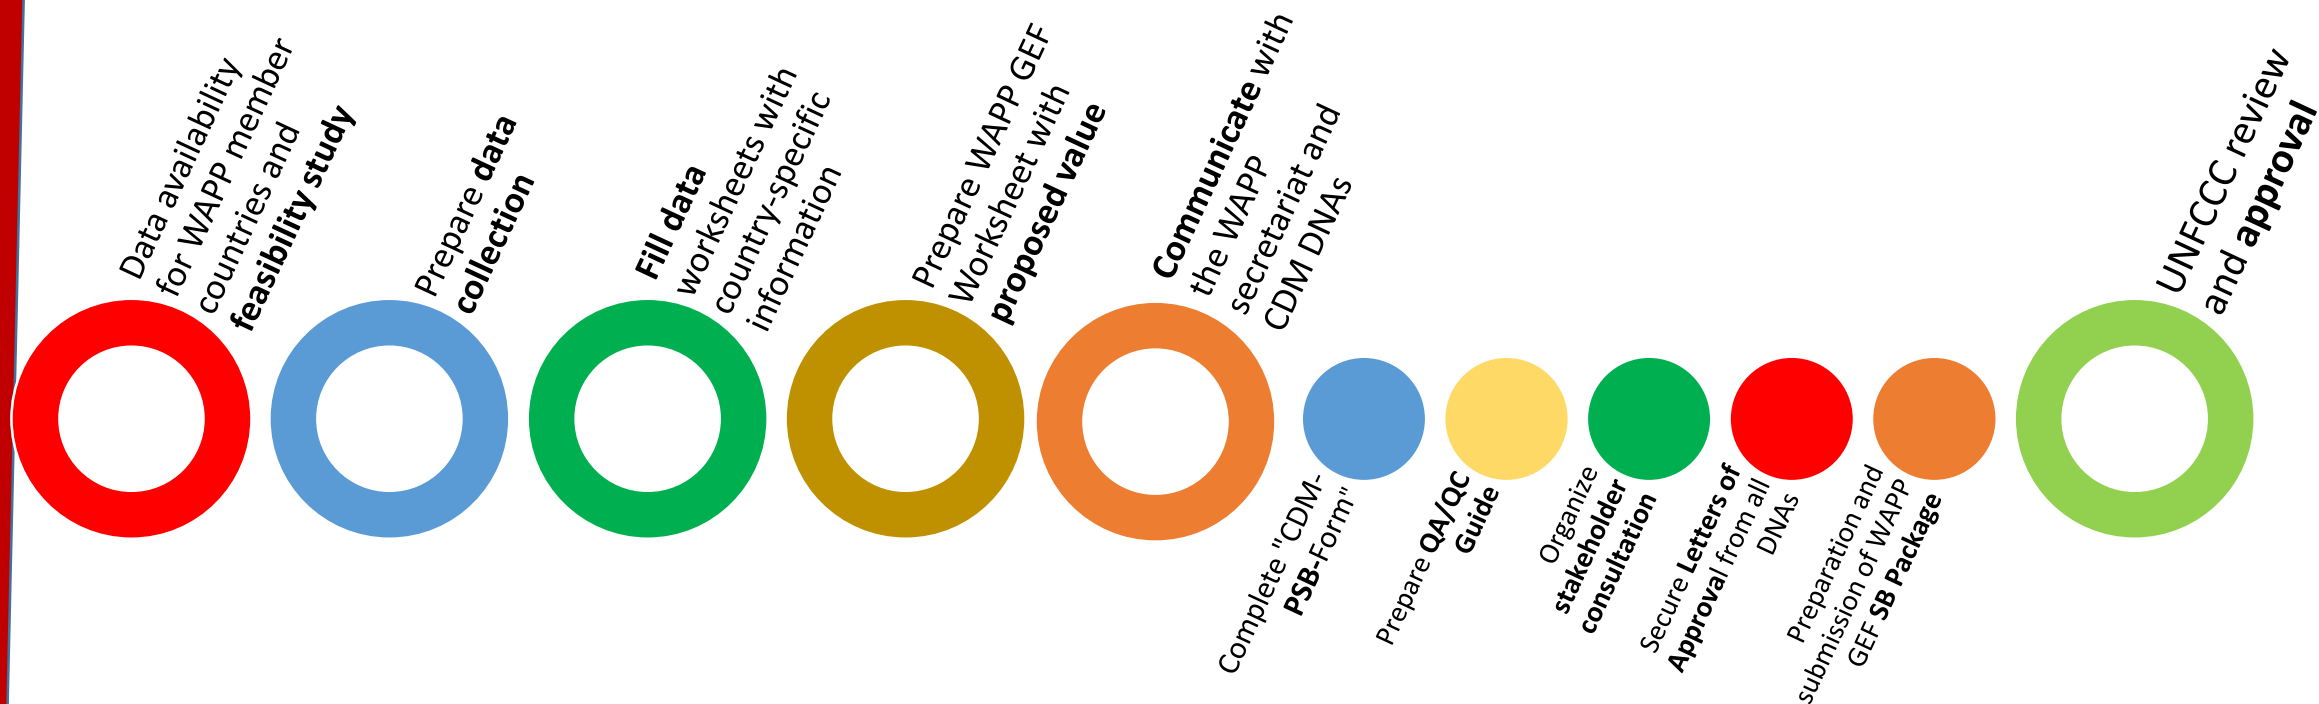 Data availability
for WAPP member
countries and
feasibility study
Prepare data
collection
Fill data
worksheets with
country-specific
information
Prepare WAPP GEF
Worksheet with
proposed value
Communicate with
the WAPP
secretariat and
CDM DNAs
Complete "CDM-
PSB-Form"
Prepare QA/QC
Guide
Organize
stakeholder
consultation
Secure Letters of
Approval from all
DNAs
Preparation and
submission of WAPP
GEF SB Package
UNFCCC review
and approval